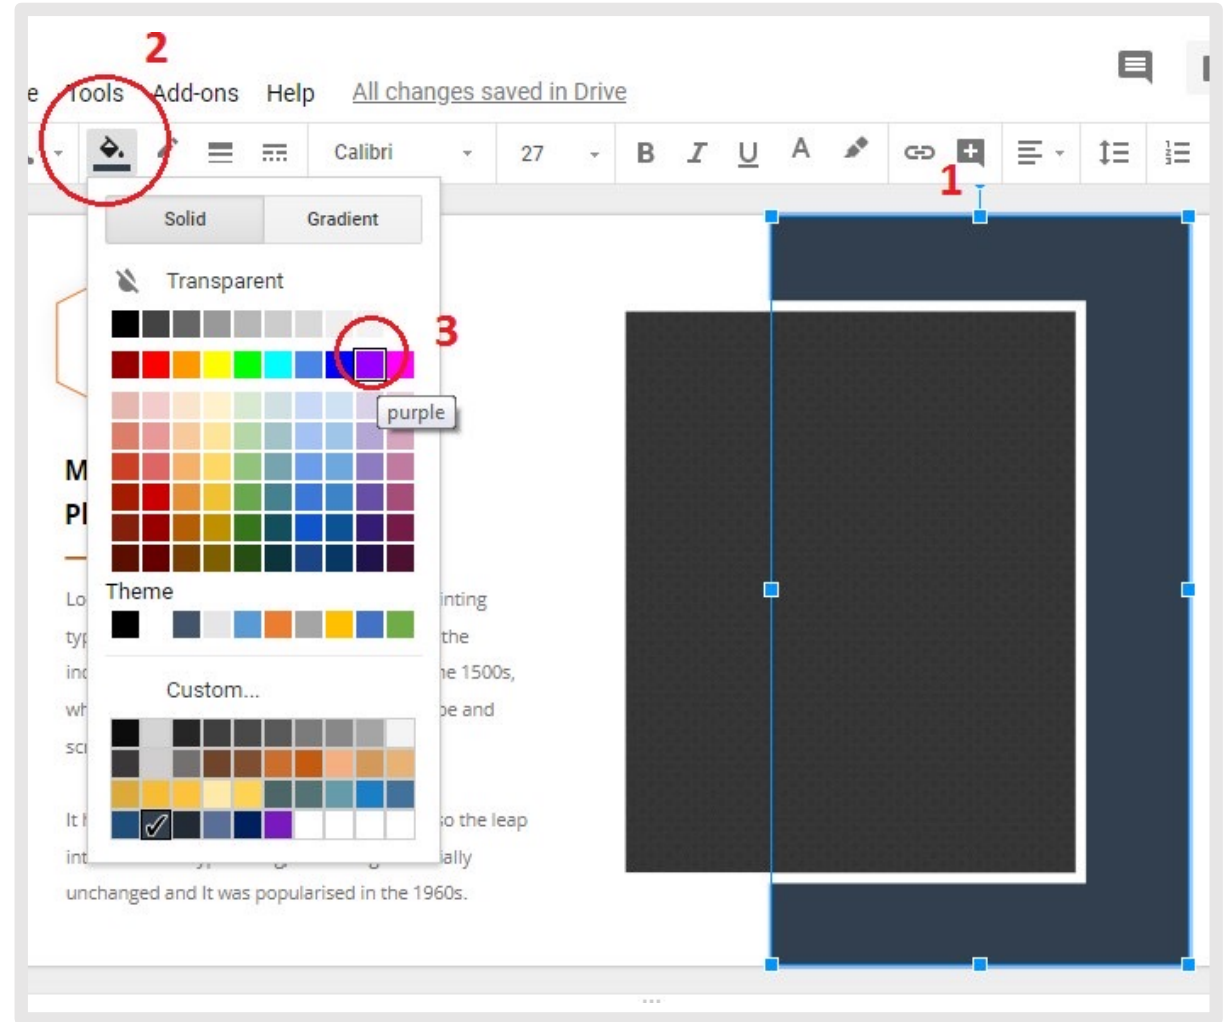 2
e Tools Add-ons Help All changes saved in Drive
Calibri 27 B I U A
1
Solid Gradient
Transparent
3
purple
M
Pl
Theme
Lo inting
typ the
ind ne 1500s,
Custom...
wh pe and
scr
It h so the leap
int ially
unchanged and It was popularised in the 1960s.